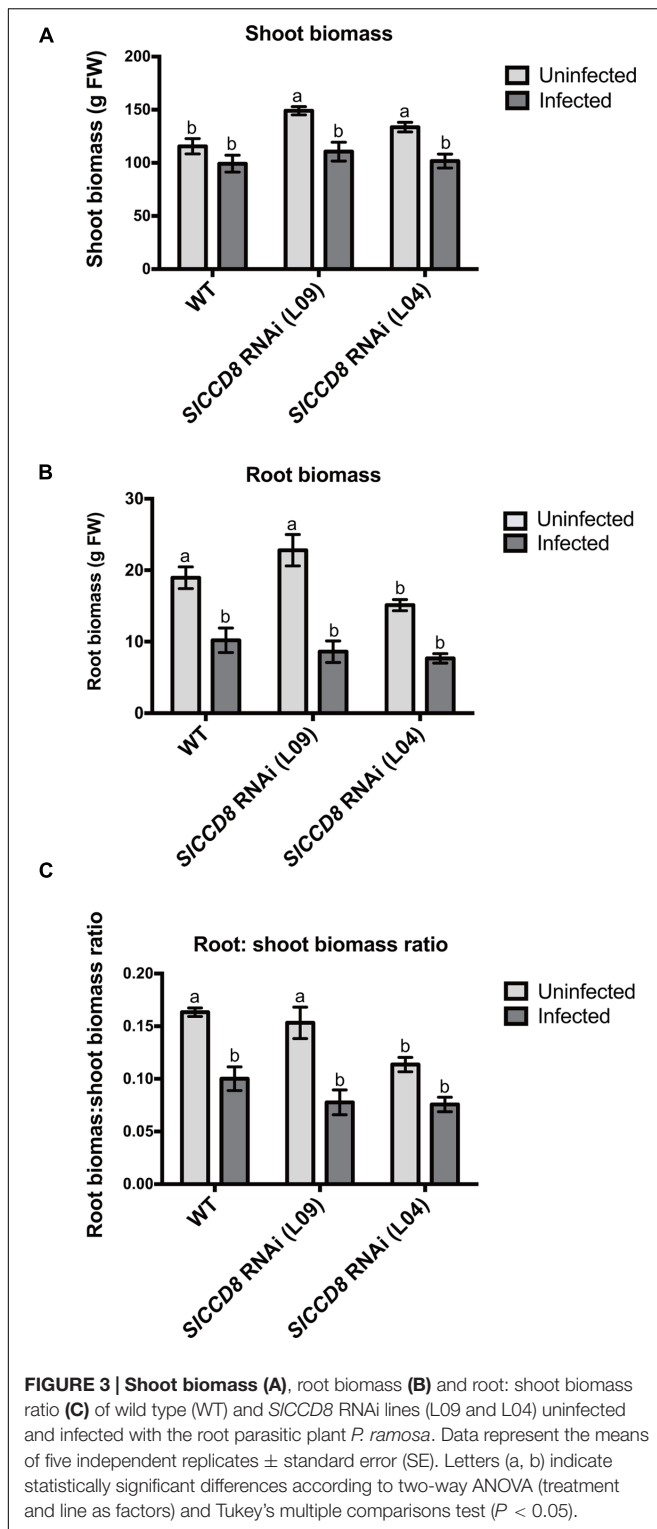 A
Shoot biomass
Shoot biomass (g FW)
200
150
100
50
0
b
b
a
b
a
b
WT
SlCCD8 RNAi (L09)
SlCCD8 RNAi (L04)
Uninfected
Infected
B
Root biomass
Root biomass (g FW)
30
20
10
0
a
b
a
b
b
b
WT
SlCCD8 RNAi (L09)
SlCCD8 RNAi (L04)
Uninfected
Infected
C
Root: shoot biomass ratio
Root biomas:shoot biomass ratio
0.20
0.15
0.10
0.05
0.00
a
b
a
b
b
b
WT
SlCCD8 RNAi (L09)
SlCCD8 RNAi (L04)
Uninfected
Infected
FIGURE 3 | Shoot biomass (A), root biomass (B) and root: shoot biomass
ratio (C) of wild type (WT) and SlCCD8 RNAi lines (L09 and L04) uninfected
and infected with the root parasitic plant P. ramosa. Data represent the means
of five independent replicates ± standard error (SE). Letters (a, b) indicate
statistically significant differences according to two-way ANOVA (treatment
and line as factors) and Tukey's multiple comparisons test (P < 0.05).